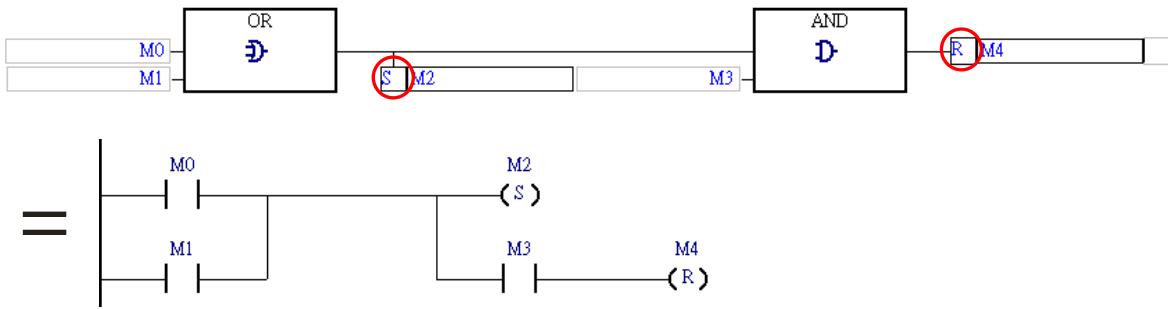 OR AND
M0 R M4
M1 S M2 M3
=
M0 M2
S
M1 M3 M4
R